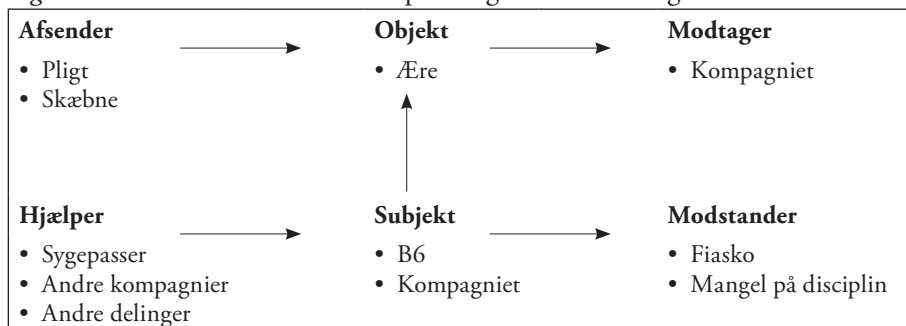 Afsender Objekt Modtager
• Pligt • Ære • Kompagniet
• Skæbne
Hjælper Subjekt Modstander
• Sygepasser • B6 • Fiasko
• Andre kompagnier • Kompagniet • Mangel på disciplin
• Andre delinger